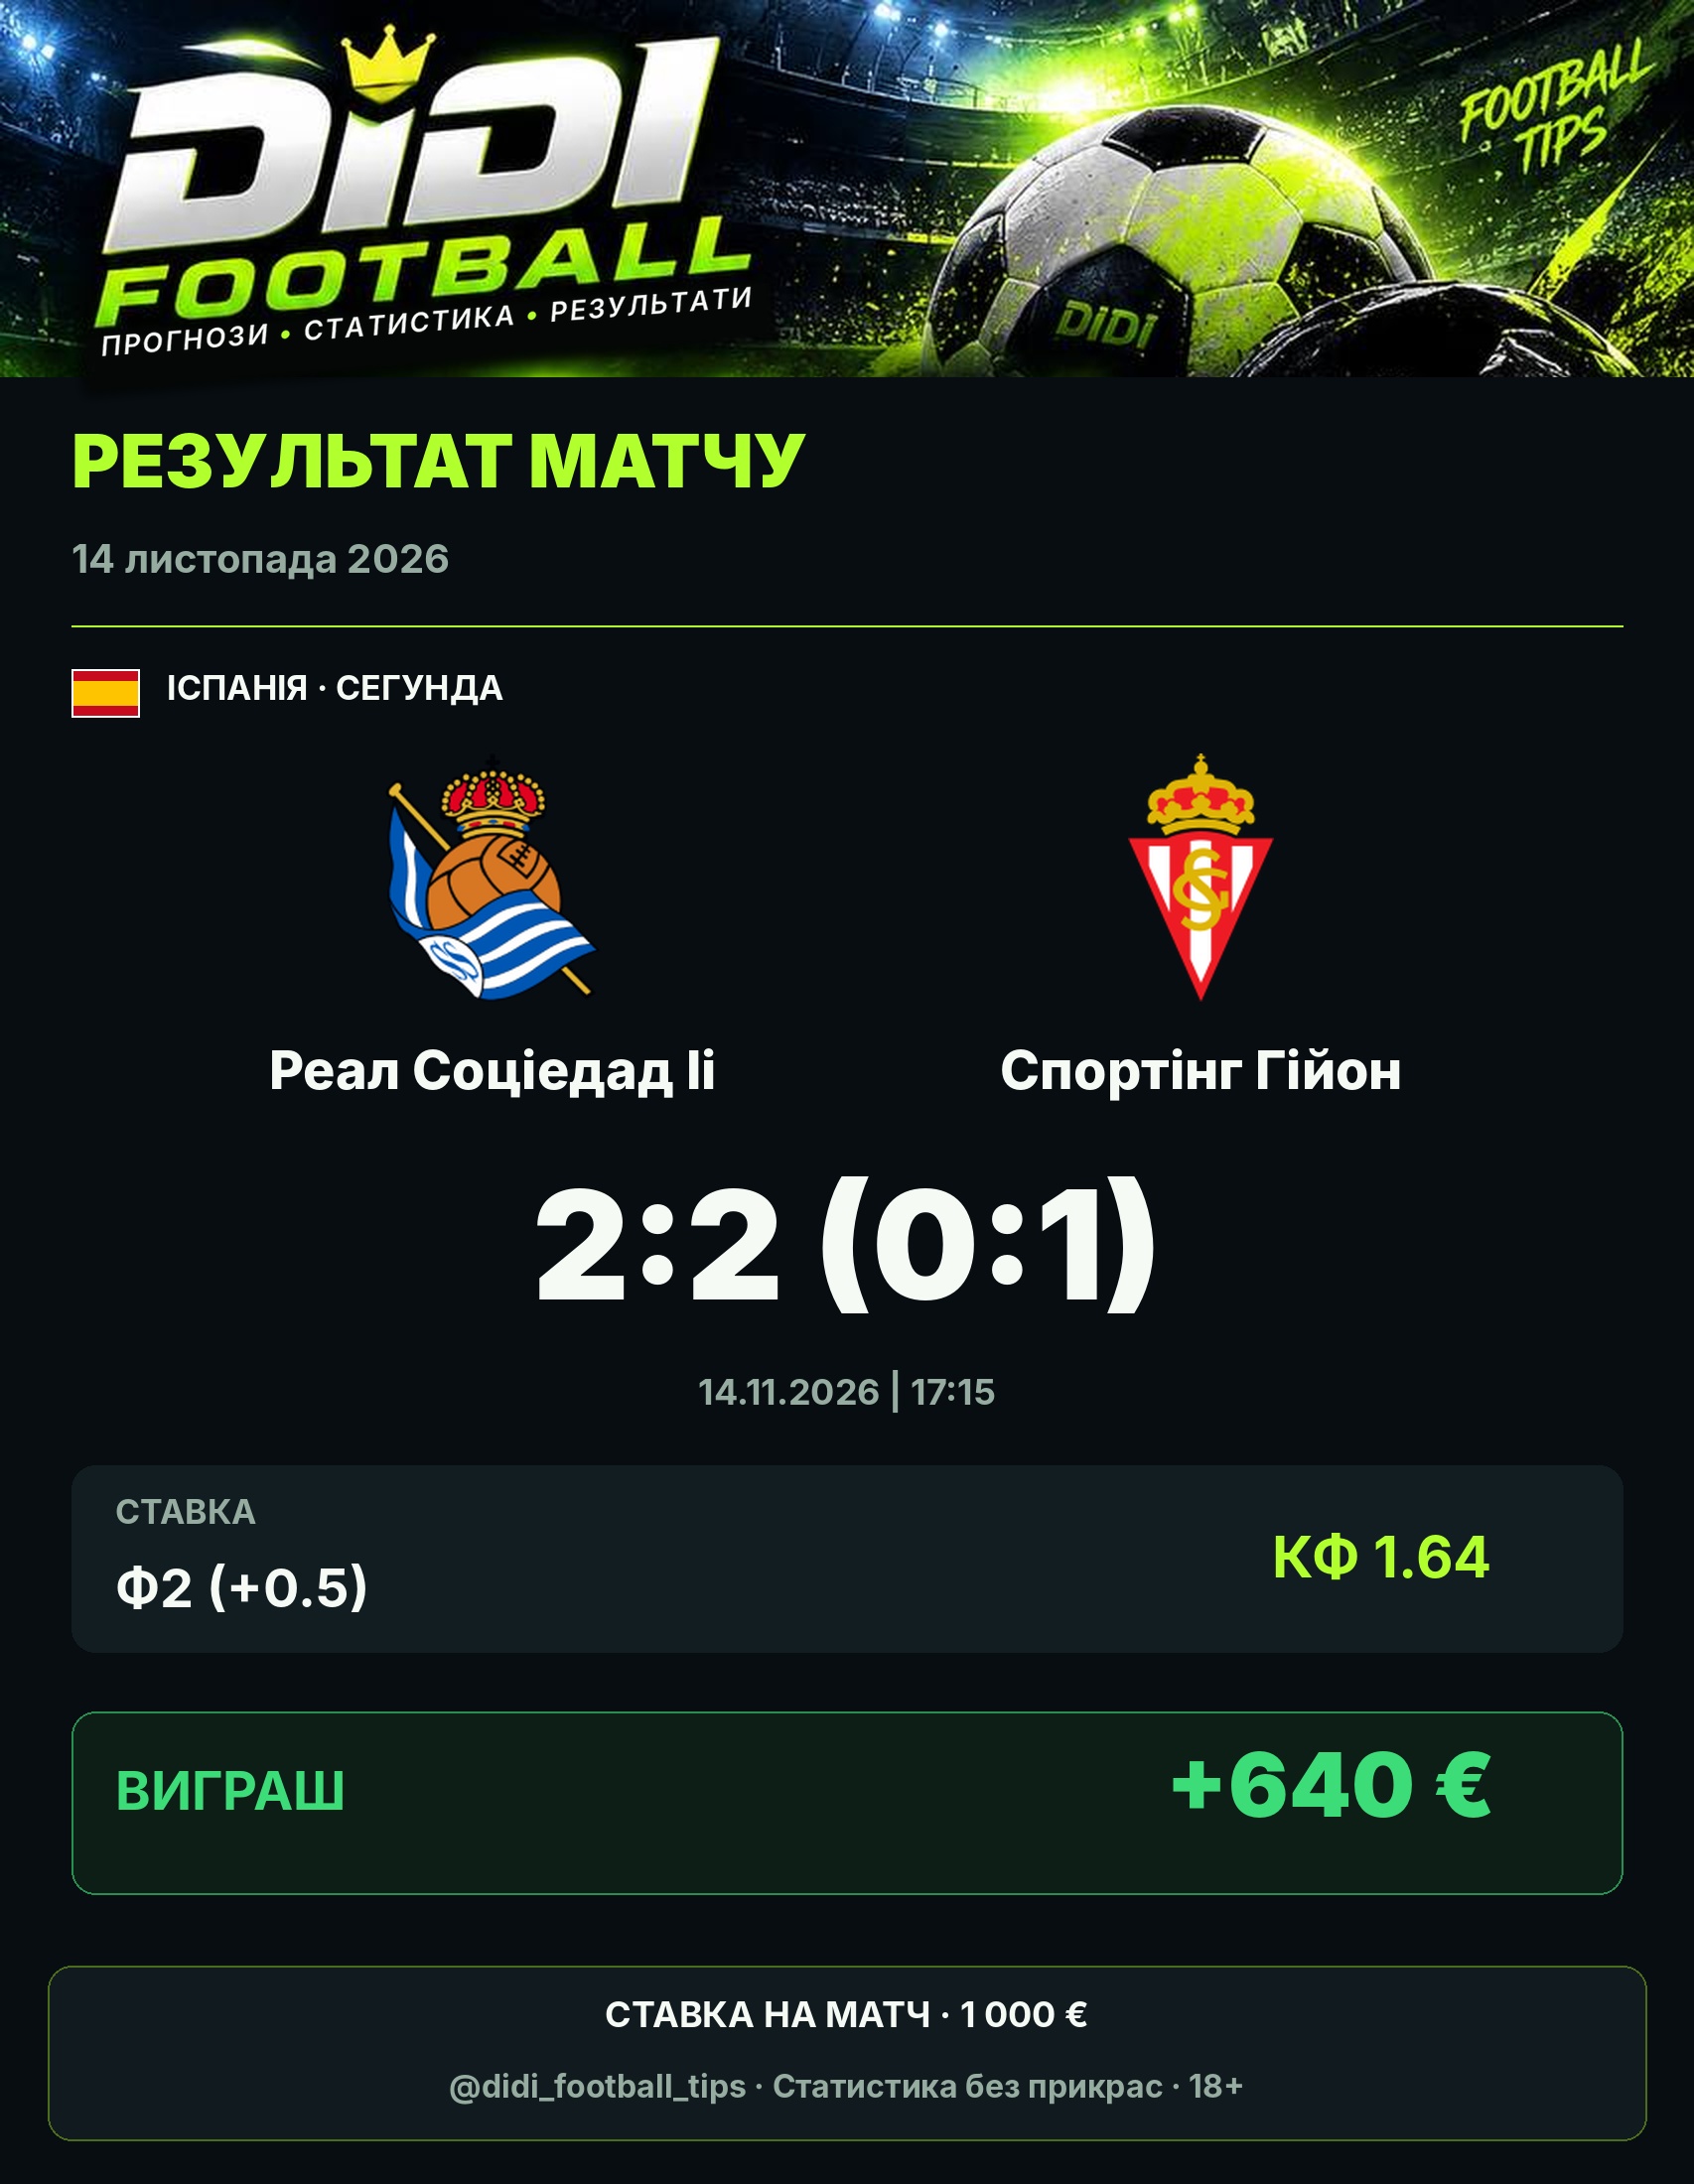 DiDi
FOOTBALL
ПРОГНОЗИ • СТАТИСТИКА • РЕЗУЛЬТАТИ
FOOTBALL
TIPS
DiDi
РЕЗУЛЬТАТ МАТЧУ
14 листопада 2026
ІСПАНІЯ · СЕГУНДА
Реал Соціедад Іі
Спортінг Гійон
2:2 (0:1)
14.11.2026 | 17:15
СТАВКА
Ф2 (+0.5)
КФ 1.64
ВИГРАШ
+640 €
СТАВКА НА МАТЧ · 1 000 €
@didi_football_tips · Статистика без прикрас · 18+